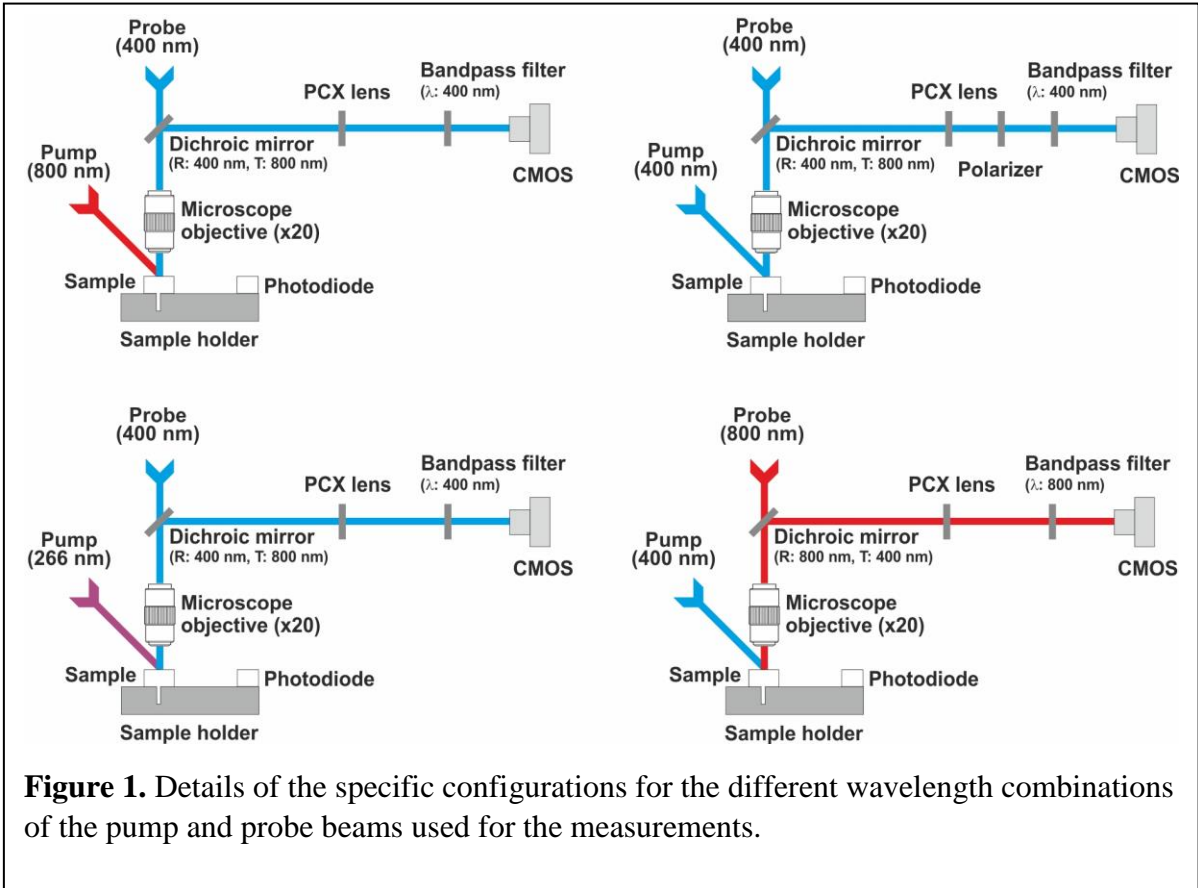 Probe
(400 nm)
PCX lens
Bandpass filter
(λ: 400 nm)
Dichroic mirror
(R: 400 nm, T: 800 nm)
CMOS
Pump
(800 nm)
Microscope
objective (x20)
Sample
Photodiode
Sample holder
Probe
(400 nm)
PCX lens
Bandpass filter
(λ: 400 nm)
Dichroic mirror
(R: 400 nm, T: 800 nm)
Polarizer
CMOS
Pump
(400 nm)
Microscope
objective (x20)
Sample
Photodiode
Sample holder
Probe
(400 nm)
PCX lens
Bandpass filter
(λ: 400 nm)
Dichroic mirror
(R: 400 nm, T: 800 nm)
CMOS
Pump
(266 nm)
Microscope
objective (x20)
Sample
Photodiode
Sample holder
Probe
(800 nm)
PCX lens
Bandpass filter
(λ: 800 nm)
Dichroic mirror
(R: 800 nm, T: 400 nm)
CMOS
Pump
(400 nm)
Microscope
objective (x20)
Sample
Photodiode
Sample holder
Figure 1. Details of the specific configurations for the different wavelength combinations
of the pump and probe beams used for the measurements.